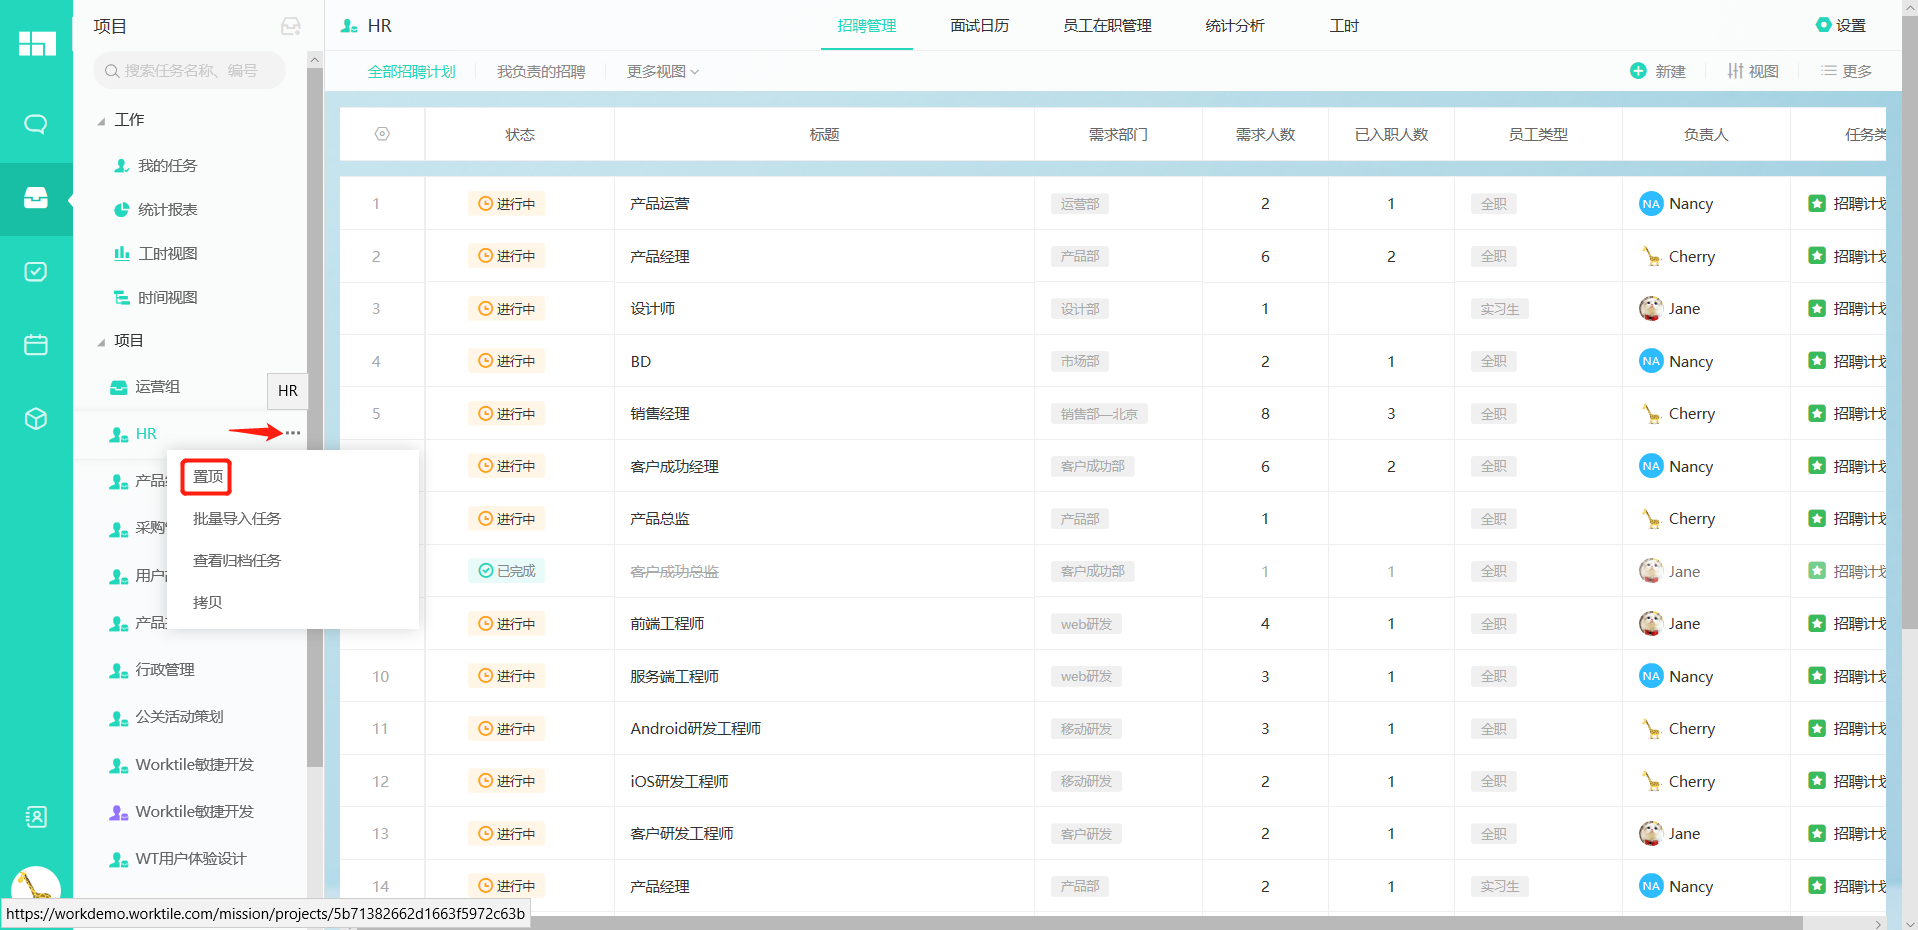 项目
搜索任务名称、编号
工作
我的任务
统计报表
工时视图
时间视图
项目
运营组
HR
HR
产品
采购
用户
产品
行政管理
公关活动策划
Worktile敏捷开发
Worktile敏捷开发
WT用户体验设计
置顶
批量导入任务
查看归档任务
拷贝
https://workdemo.worktile.com/mission/projects/5b71382662d1663f5972c63b
HR
招聘管理 面试日历 员工在职管理 统计分析 工时
设置
全部招聘计划 我负责的招聘 更多视图
新建 视图 更多
状态 标题 需求部门 需求人数 已入职人数 员工类型 负责人 任务类
1 进行中 产品运营 运营部 2 1 全职 NA Nancy 招聘计划
2 进行中 产品经理 产品部 6 2 全职 Cherry 招聘计划
3 进行中 设计师 设计部 1 实习生 Jane 招聘计划
4 进行中 BD 市场部 2 1 全职 NA Nancy 招聘计划
5 进行中 销售经理 销售部—北京 8 3 全职 Cherry 招聘计划
进行中 客户成功经理 客户成功部 6 2 全职 NA Nancy 招聘计划
进行中 产品总监 产品部 1 全职 Cherry 招聘计划
已完成 客户成功总监 客户成功部 1 1 全职 Jane 招聘计划
进行中 前端工程师 web研发 4 1 全职 Jane 招聘计划
10 进行中 服务端工程师 web研发 3 1 全职 NA Nancy 招聘计划
11 进行中 Android研发工程师 移动研发 3 1 全职 Cherry 招聘计划
12 进行中 iOS研发工程师 移动研发 2 1 全职 Cherry 招聘计划
13 进行中 客户研发工程师 客户研发 2 1 全职 Jane 招聘计划
14 进行中 产品经理 产品部 2 1 实习生 NA Nancy 招聘计划